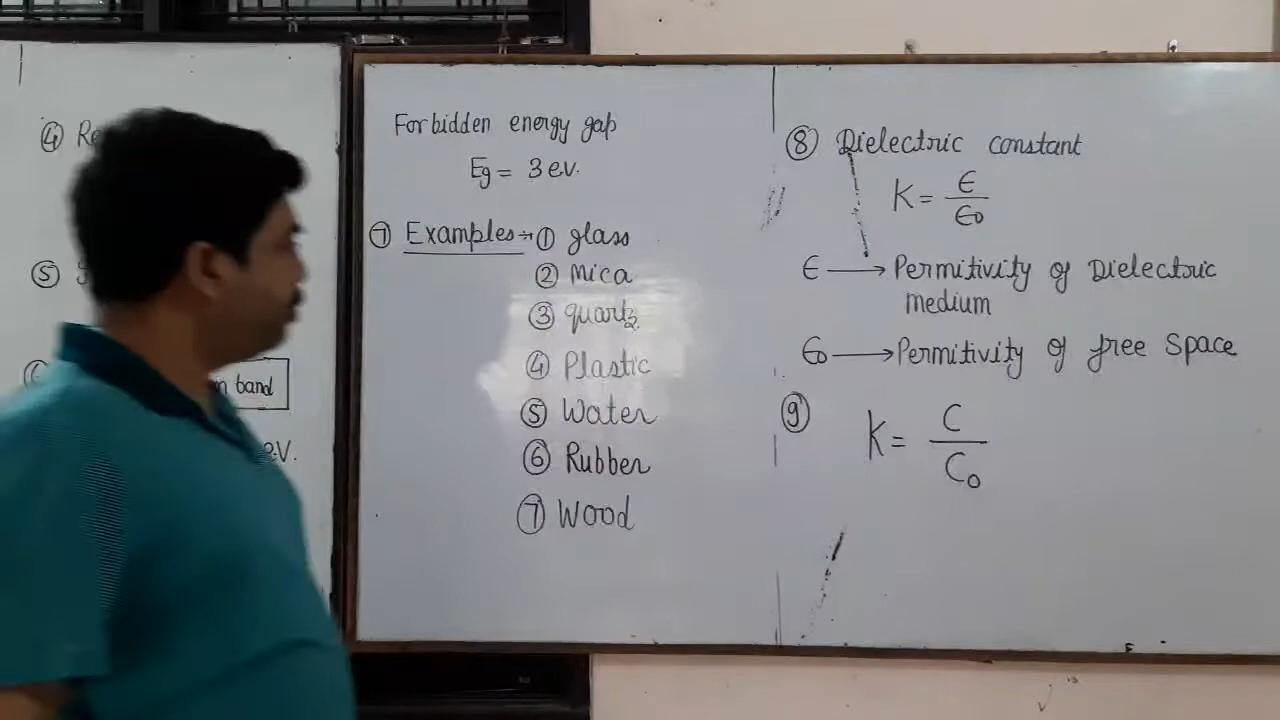 ④
⑤
n band
eV.
Forbidden energy gap
Eg = 3 ev.
⑦ Examples → ① glass
② Mica
③ quartz
④ Plastic
⑤ Water
⑥ Rubber
⑦ Wood
⑧ Dielectric constant
K = ϵ/ϵ₀
ϵ → Permitivity of Dielectric
medium
ϵ₀ → Permitivity of free Space
⑨ K = C/C₀